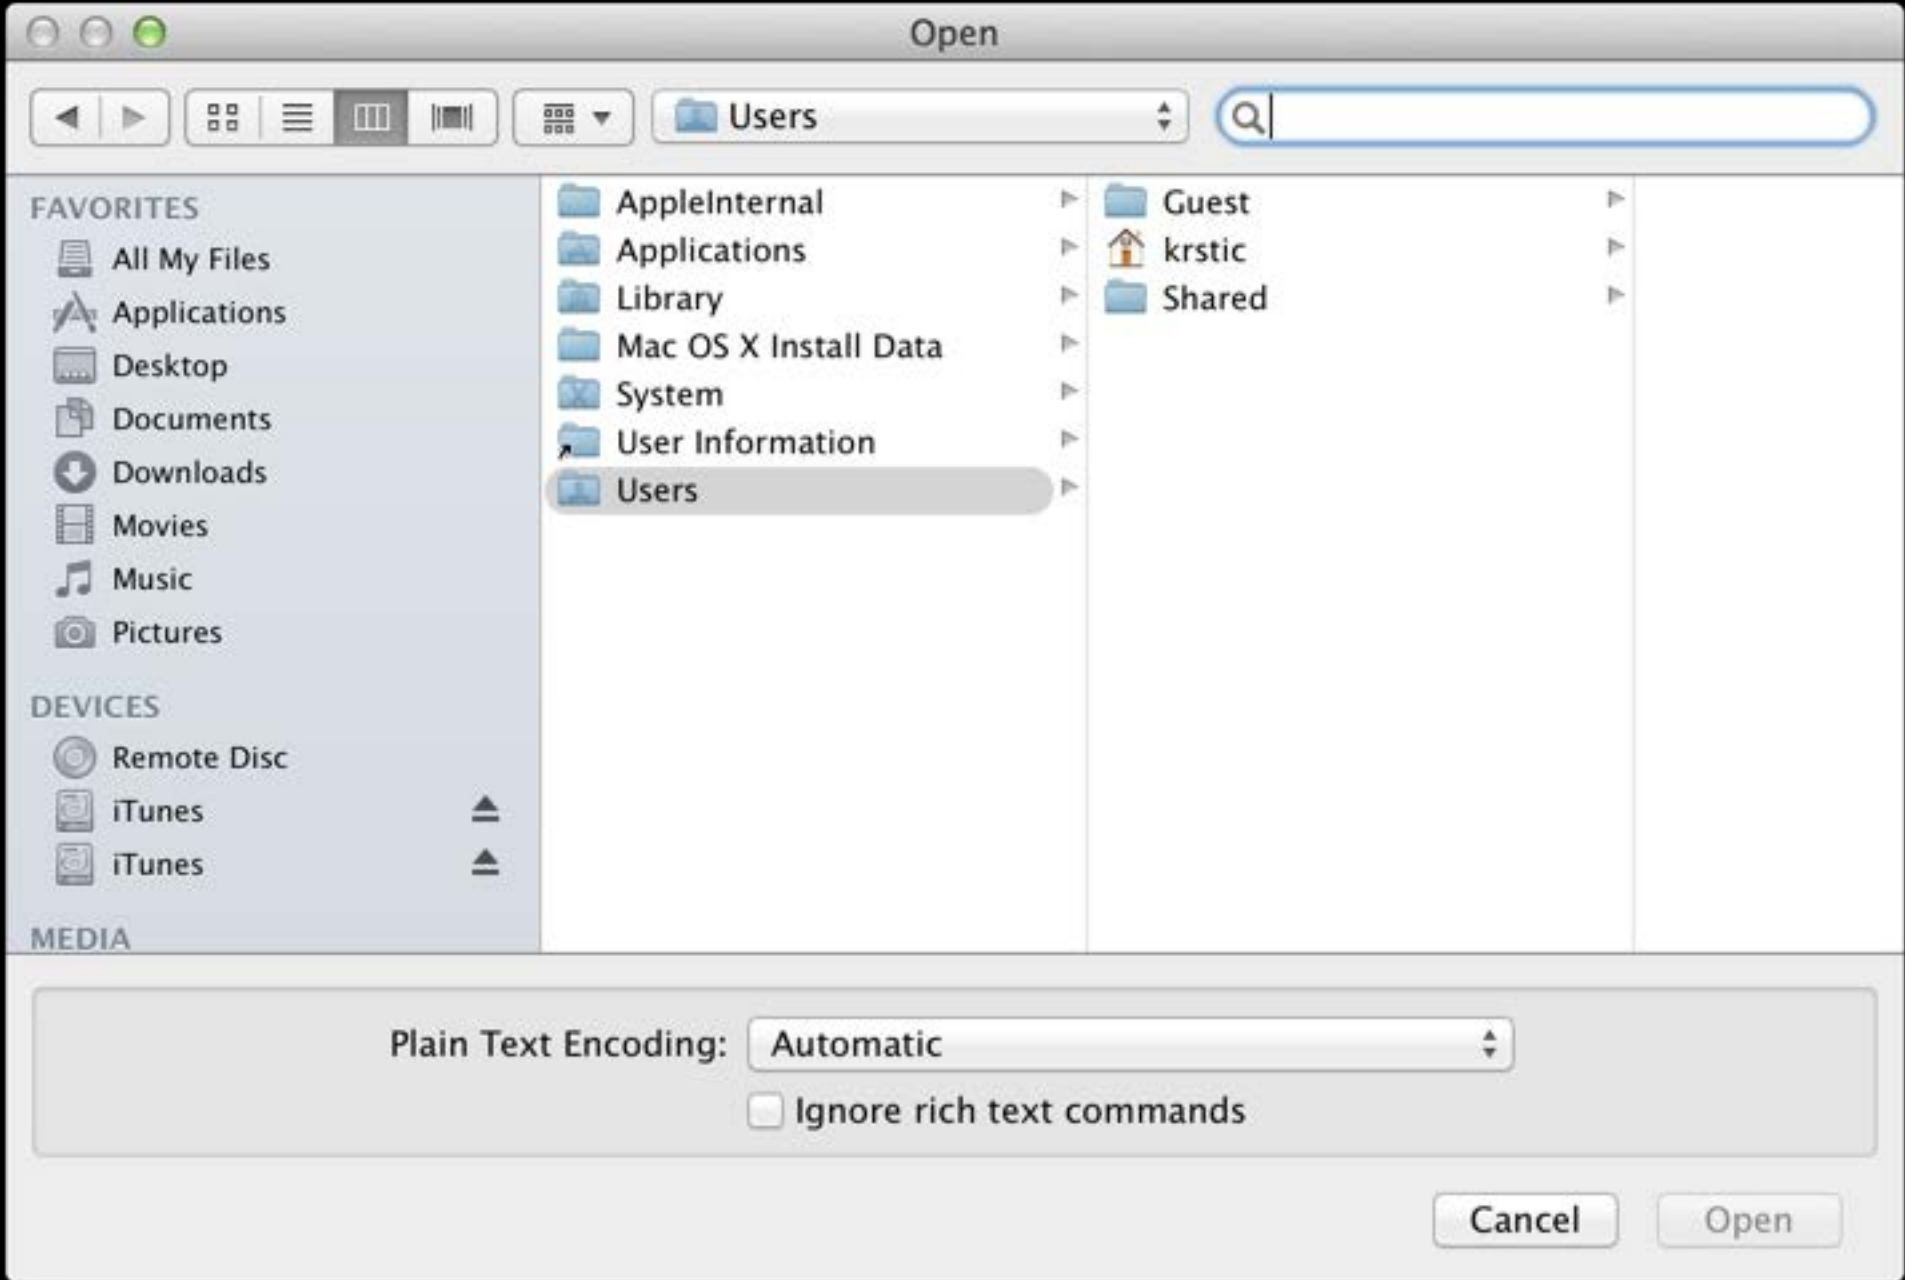 Open
Users
FAVORITES
All My Files
Applications
Desktop
Documents
Downloads
Movies
Music
Pictures
DEVICES
Remote Disc
iTunes
iTunes
MEDIA
AppleInternal
Applications
Library
Mac OS X Install Data
System
User Information
Users
Guest
krstic
Shared
Plain Text Encoding: Automatic
Ignore rich text commands
Cancel Open